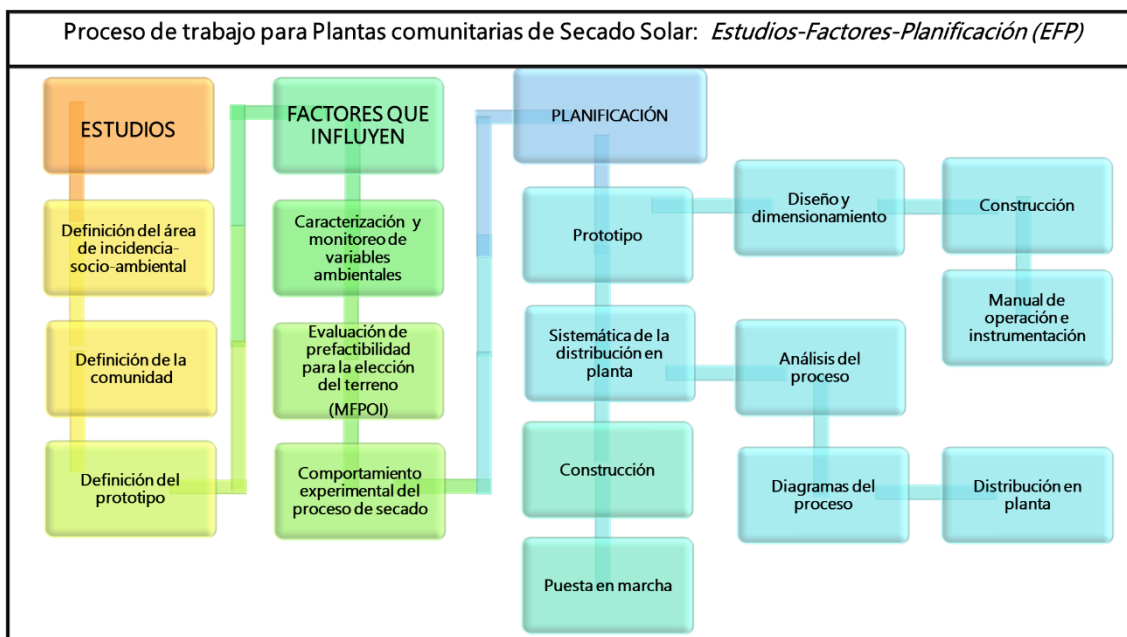 Proceso de trabajo para Plantas comunitarias de Secado Solar: Estudios-Factores-Planificación (EFP)
ESTUDIOS
Definición del área
de incidencia-
socio-ambiental
Definición de la
comunidad
Definición del
prototipo
FACTORES QUE
INFLUYEN
Caracterización y
monitoreo de
variables
ambientales
Evaluación de
prefactibilidad
para la elección
del terreno
(MFPOI)
Comportamiento
experimental del
proceso de secado
PLANIFICACIÓN
Prototipo
Diseño y
dimensionamiento
Construcción
Manual de
operación e
instrumentación
Sistemática de la
distribución en
planta
Análisis del
proceso
Diagramas del
proceso
Distribución en
planta
Construcción
Puesta en marcha